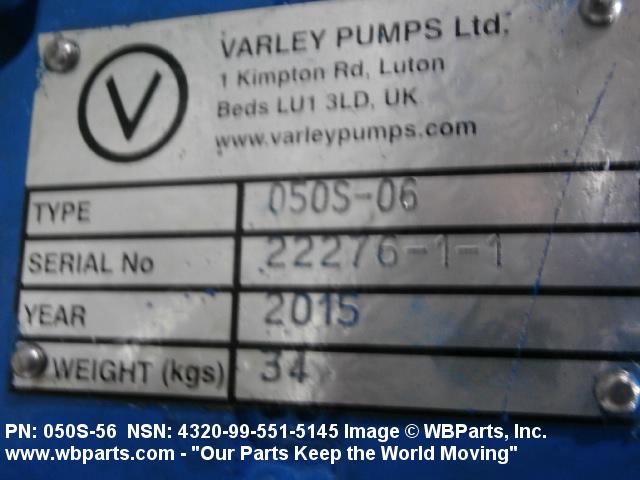 V
VARLEY PUMPS Ltd,
1 Kimpton Rd, Luton
Beds LU1 3LD, UK
www.varleypumps.com
TYPE 050S-06
SERIAL No 22276-1-1
YEAR 2015
WEIGHT (kgs) 34
PN: 050S-56 NSN: 4320-99-551-5145 Image © WBParts, Inc.
www.wbparts.com - "Our Parts Keep the World Moving"